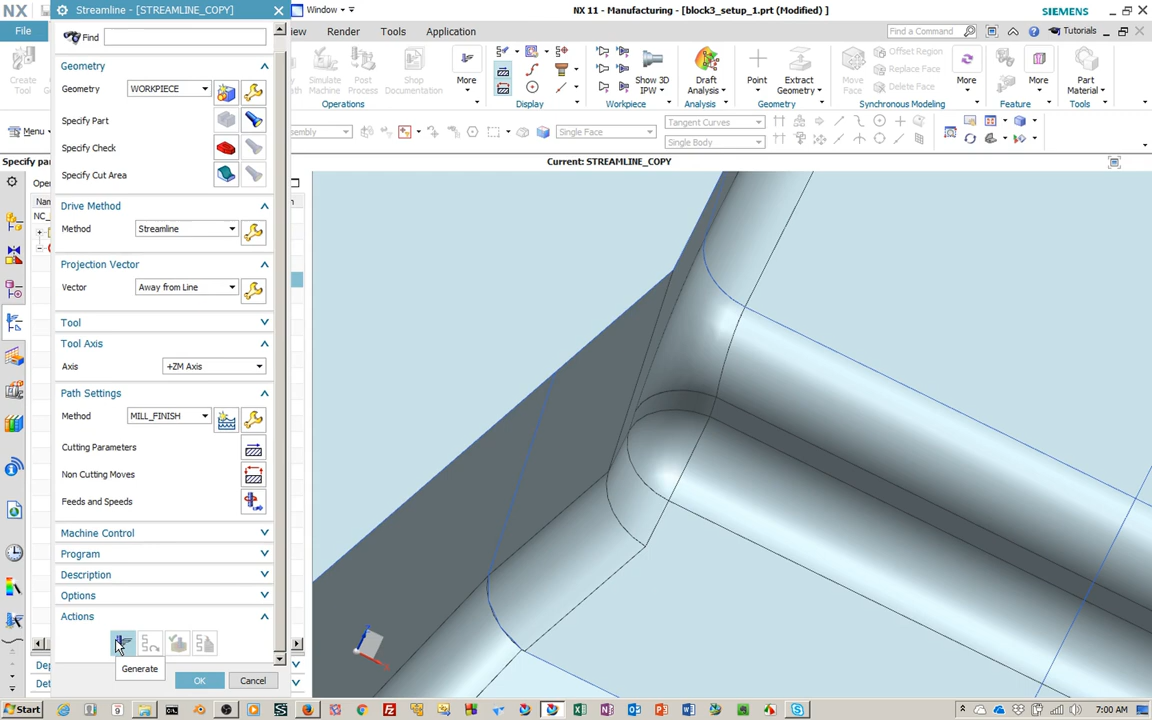 NX Streamline - [STREAMLINE_COPY]
Window
NX 11 - Manufacturing - [block3_setup_1.prt (Modified) ]
SIEMENS
File
Find
Render Tools Application
Find a Command
Tutorials
Create
Tool
Simulate
Machine
Post
Process
Shop
Documentation
More
Show 3D
IPW
Draft
Analysis
Point
Extract
Geometry
Move
Face
Offset Region
Replace Face
Delete Face
More
More
Part
Material
Operations
Display
Workpiece
Analysis
Geometry
Synchronous Modeling
Feature
Tools
Menu
Single Face
Tangent Curves
Single Body
Current: STREAMLINE_COPY
Geometry
Geometry WORKPIECE
Specify Part
Specify Check
Specify Cut Area
Drive Method
Method Streamline
Projection Vector
Vector Away from Line
Tool
Tool Axis
Axis +ZM Axis
Path Settings
Method MILL_FINISH
Cutting Parameters
Non Cutting Moves
Feeds and Speeds
Machine Control
Program
Description
Options
Actions
Generate
OK Cancel
Start
7:00 AM